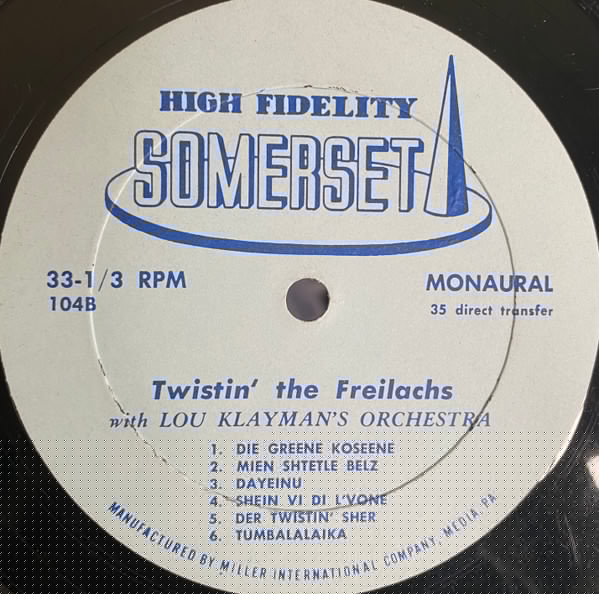 HIGH FIDELITY
SOMERSET
33-1/3 RPM
104B
MONAURAL
35 direct transfer
Twistin' the Freilachs
with LOU KLAYMAN'S ORCHESTRA
1. DIE GREENE KOSEENE
2. MIEN SHTETLE BELZ
3. DAYEINU
4. SHEIN VI DI L'VONE
5. DER TWISTIN' SHER
6. TUMBALALAIKA
MANUFACTURED BY MILLER INTERNATIONAL COMPANY, MEDIA, PA